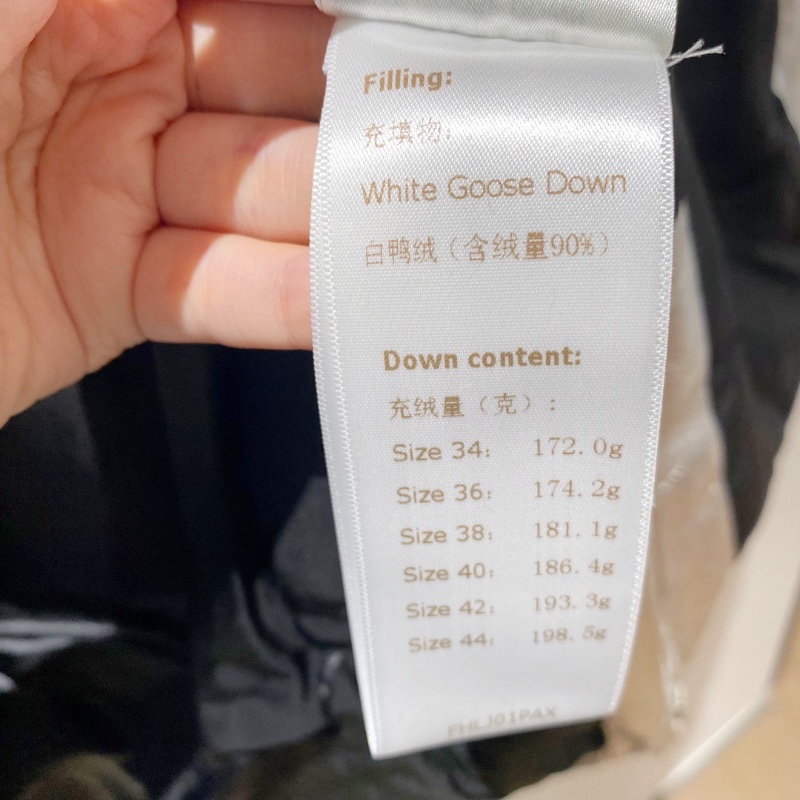 Filling:
充填物:
White Goose Down
白鸭绒（含绒量90%）
Down content:
充绒量（克）:
Size 34: 172.0g
Size 36: 174.2g
Size 38: 181.1g
Size 40: 186.4g
Size 42: 193.3g
Size 44: 198.5g
FHLJ01PAX